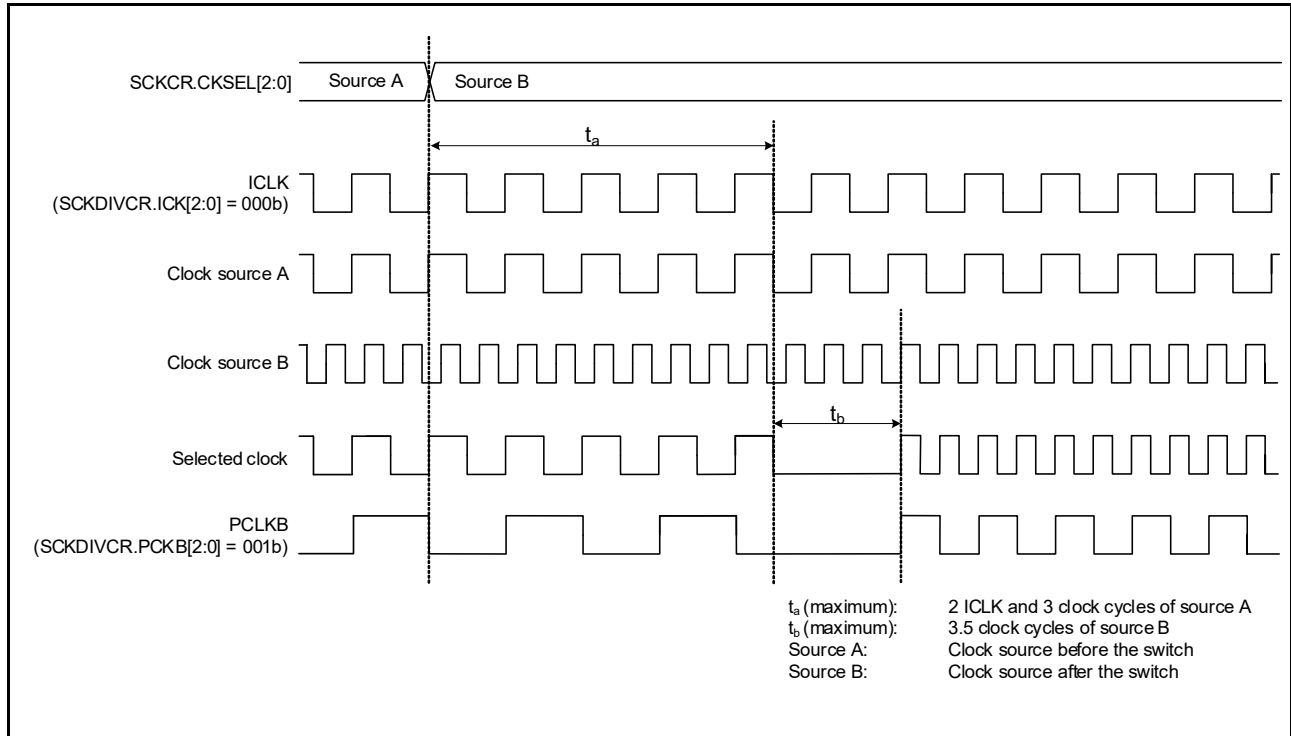 SCKCR.CKSEL[2:0] Source A Source B
tₐ
ICLK
(SCKDIVCR.ICK[2:0] = 000b)
Clock source A
Clock source B
t_b
Selected clock
PCLKB
(SCKDIVCR.PCKB[2:0] = 001b)
tₐ (maximum): 2 ICLK and 3 clock cycles of source A
t_b (maximum): 3.5 clock cycles of source B
Source A: Clock source before the switch
Source B: Clock source after the switch